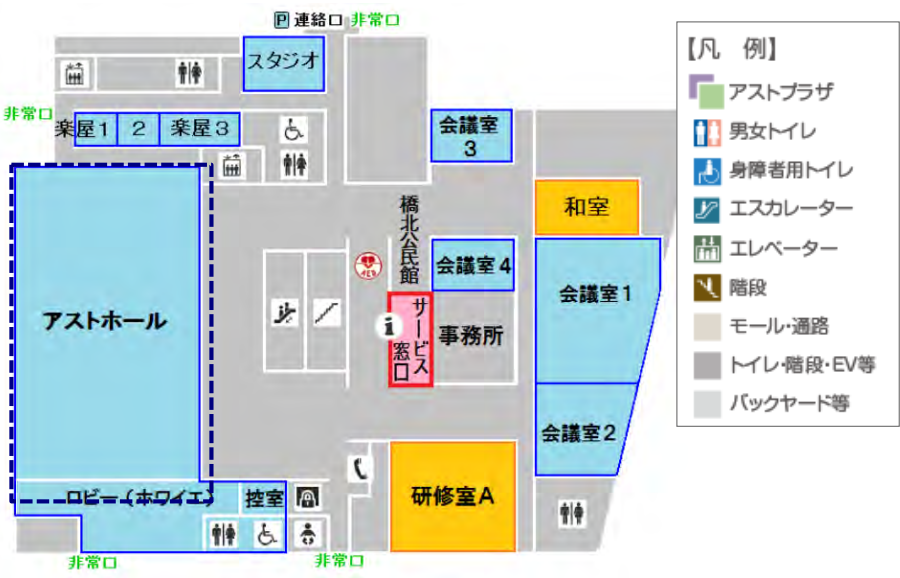 P 連絡口 非常口
スタジオ
非常口
楽屋1
2
楽屋3
会議室
3
和室
橋北公民館
AED
会議室4
会議室1
アストホール
i
サービス
窓口
事務所
会議室2
ロビー(ホワイエ)
控室
研修室A
非常口
非常口
【凡 例】
アストプラザ
男女トイレ
身障者用トイレ
エスカレーター
エレベーター
階段
モール・通路
トイレ・階段・EV等
バックヤード等